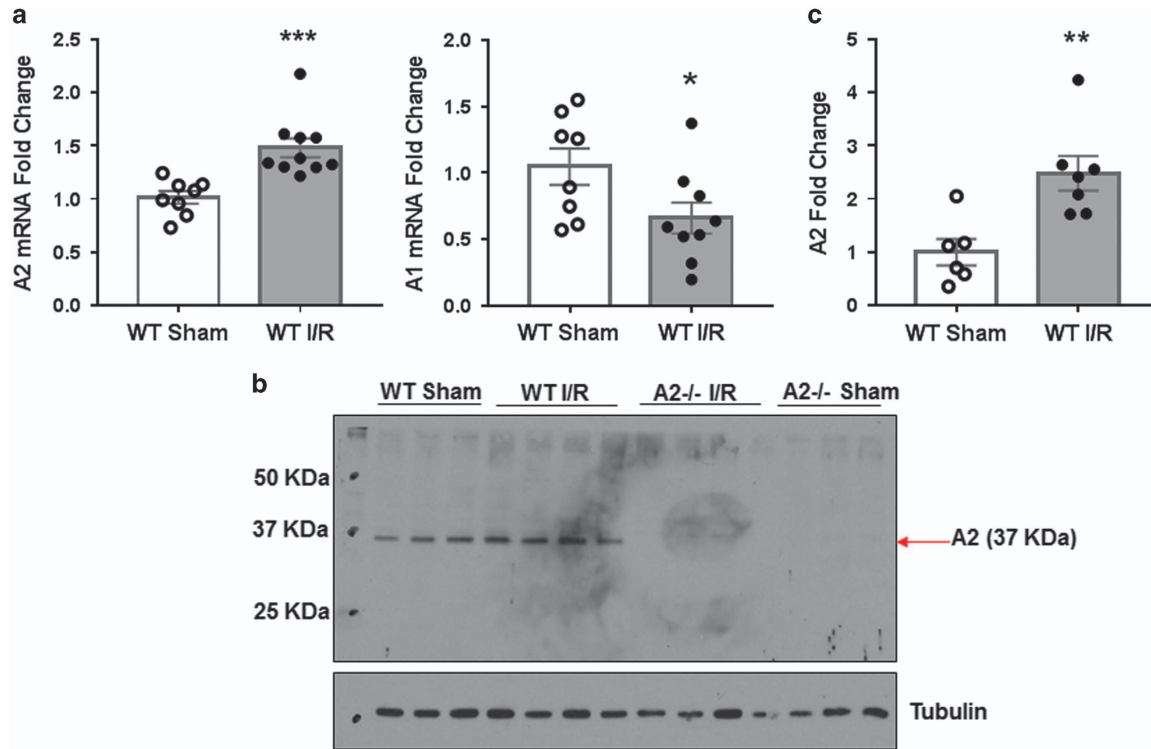 a
A2 mRNA Fold Change
2.5
2.0
1.5
1.0
0.5
0.0
***
WT Sham WT I/R
A1 mRNA Fold Change
2.0
1.5
1.0
0.5
0.0
*
WT Sham WT I/R
c
A2 Fold Change
5
4
3
2
1
0
**
WT Sham WT I/R
b
WT Sham WT I/R A2-/- I/R A2-/- Sham
50 KDa
37 KDa
A2 (37 KDa)
25 KDa
Tubulin